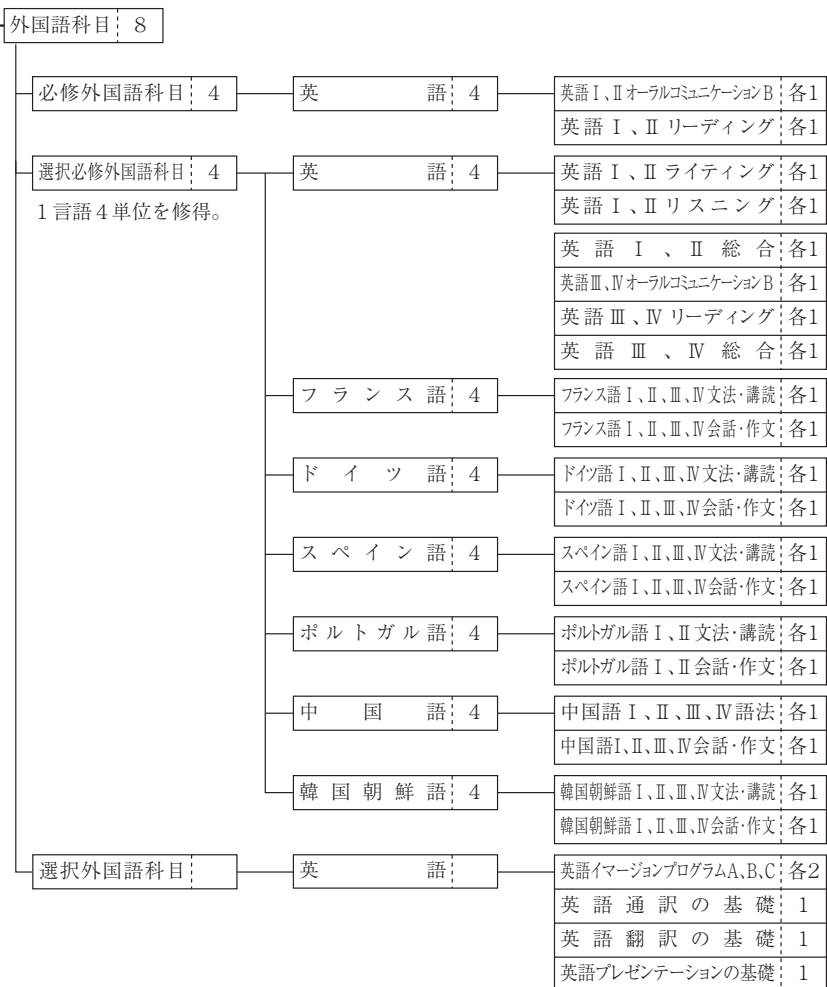 外国語科目 8
必修外国語科目 4 英語 4 英語Ⅰ、ⅡオーラルコミュニケーションB 各1
英語Ⅰ、Ⅱリーディング 各1
選択必修外国語科目 4 英語 4 英語Ⅰ、Ⅱライティング 各1
1言語4単位を修得。 英語Ⅰ、Ⅱリスニング 各1
英語Ⅰ、Ⅱ総合 各1
英語Ⅲ、Ⅳオーラルコミュニケーション B 各1
英語Ⅲ、Ⅳリーディング 各1
英語Ⅲ、Ⅳ総合 各1
フランス語 4 フランス語Ⅰ、Ⅱ、Ⅲ、Ⅳ文法・講読 各1
フランス語Ⅰ、Ⅱ、Ⅲ、Ⅳ会話・作文 各1
ドイツ語 4 ドイツ語Ⅰ、Ⅱ、Ⅲ、Ⅳ文法・講読 各1
ドイツ語Ⅰ、Ⅱ、Ⅲ、Ⅳ会話・作文 各1
スペイン語 4 スペイン語Ⅰ、Ⅱ、Ⅲ、Ⅳ文法・講読 各1
スペイン語Ⅰ、Ⅱ、Ⅲ、Ⅳ会話・作文 各1
ポルトガル語 4 ポルトガル語Ⅰ、Ⅱ文法・講読 各1
ポルトガル語Ⅰ、Ⅱ会話・作文 各1
中国語 4 中国語Ⅰ、Ⅱ、Ⅲ、Ⅳ語法 各1
中国語Ⅰ、Ⅱ、Ⅲ、Ⅳ会話・作文 各1
韓国朝鮮語 4 韓国朝鮮語Ⅰ、Ⅱ、Ⅲ、Ⅳ文法・講読 各1
韓国朝鮮語Ⅰ、Ⅱ、Ⅲ、Ⅳ会話・作文 各1
選択外国語科目 英語 英語イマージョンプログラムA、B、C 各2
英語通訳の基礎 1
英語翻訳の基礎 1
英語プレゼンテーションの基礎 1